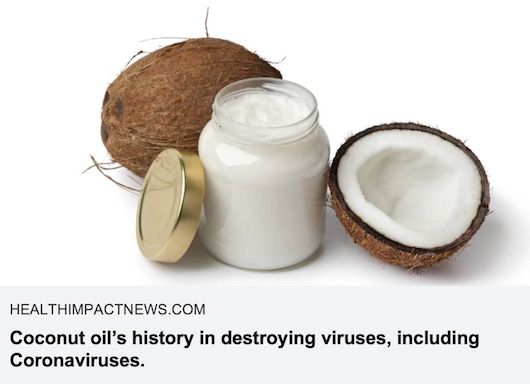 HEALTHIMPACTNEWS.COM
Coconut oil’s history in destroying viruses, including
Coronaviruses.